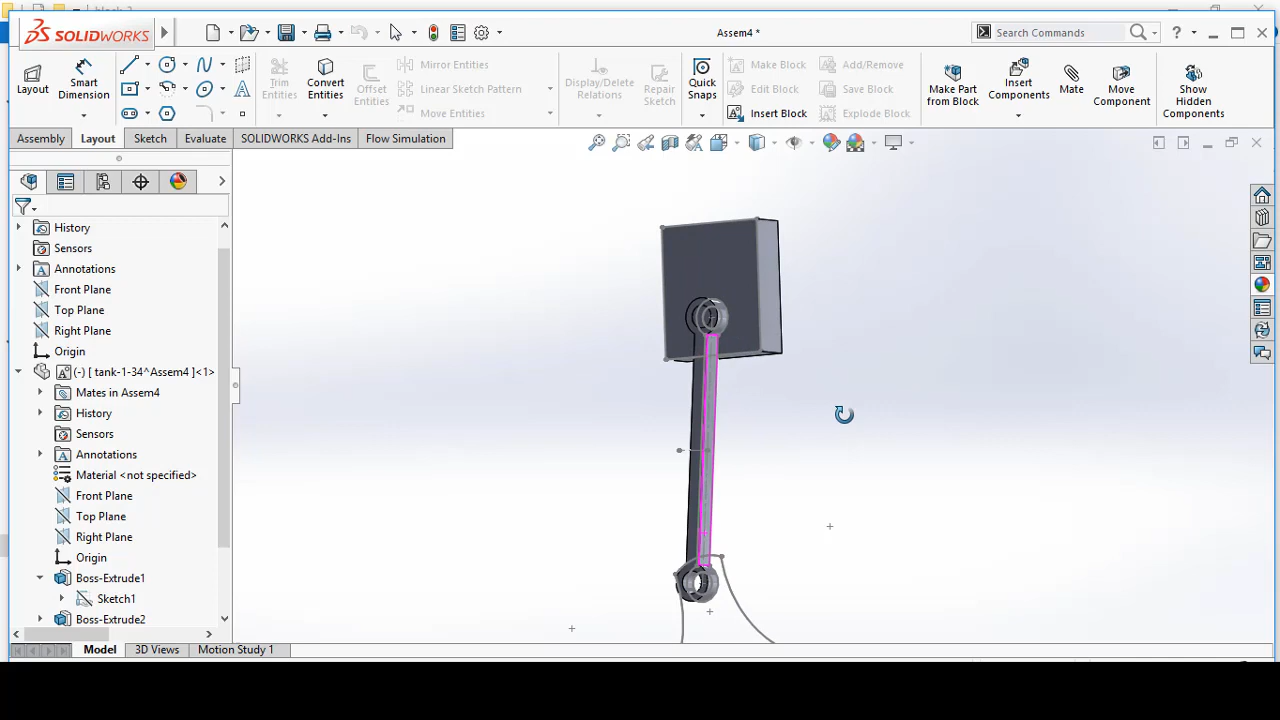 SOLIDWORKS
Assem4 *
Search Commands
Layout
Smart Dimension
Trim Entities
Convert Entities
Offset Entities
Mirror Entities
Linear Sketch Pattern
Move Entities
Display/Delete Relations
Repair Sketch
Quick Snaps
Make Block
Edit Block
Insert Block
Add/Remove
Save Block
Explode Block
Make Part from Block
Insert Components
Mate
Move Component
Show Hidden Components
Assembly
Layout
Sketch
Evaluate
SOLIDWORKS Add-Ins
Flow Simulation
History
Sensors
Annotations
Front Plane
Top Plane
Right Plane
Origin
(-) [ tank-1-34^Assem4 ]<1>
Mates in Assem4
History
Sensors
Annotations
Material <not specified>
Front Plane
Top Plane
Right Plane
Origin
Boss-Extrude1
Sketch1
Boss-Extrude2
Model
3D Views
Motion Study 1